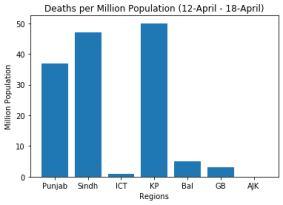 Deaths per Million Population (12-April - 18-April)
50
40
30
20
10
0
Million Population
Punjab Sindh ICT KP Bal GB AJK
Regions